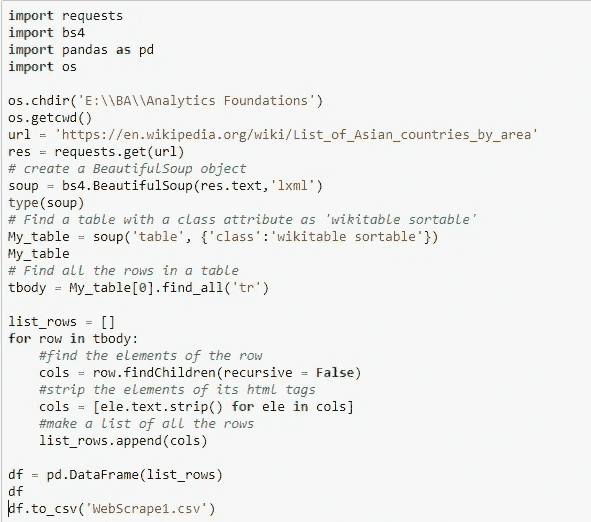 import requests
import bs4
import pandas as pd
import os

os.chdir('E:\\BA\\Analytics Foundations')
os.getcwd()
url = 'https://en.wikipedia.org/wiki/List_of_Asian_countries_by_area'
res = requests.get(url)
# create a BeautifulSoup object
soup = bs4.BeautifulSoup(res.text,'lxml')
type(soup)
# Find a table with a class attribute as 'wikitable sortable'
My_table = soup('table', {'class':'wikitable sortable'})
My_table
# Find all the rows in a table
tbody = My_table[0].find_all('tr')

list_rows = []
for row in tbody:
    #find the elements of the row
    cols = row.findChildren(recursive = False)
    #strip the elements of its html tags
    cols = [ele.text.strip() for ele in cols]
    #make a list of all the rows
    list_rows.append(cols)

df = pd.DataFrame(list_rows)
df
df.to_csv('WebScrape1.csv')